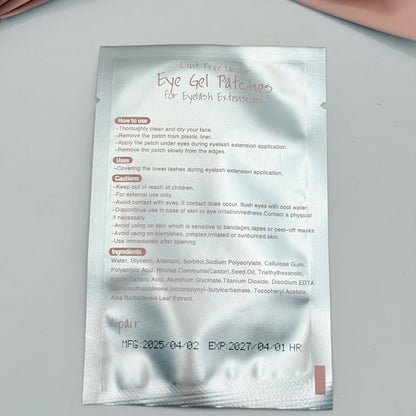 Lint Free Under
Eye Gel Patches
for Eyelash Extensions
How to use
-Thoroughly clean and dry your face.
-Remove the patch from plastic liner.
-Apply the patch under eyes during eyelash extension application.
-Remove the patch slowly from the edges.
Uses
-Covering the lower lashes during eyelash extension application.
Cautions
-Keep out of reach of children.
-For external use only.
-Avoid contact with eyes. If contact does occur, flush eyes with cool water.
-Discontinue use in case of skin or eye irritation/redness.Contact a physical
if necessary.
-Avoid using on skin which is sensitive to bandages,tapes or peel-off masks
-Avoid using on blemishes, pimples,irritated or sunburned skin.
-Use immediately after opening.
Ingredients
Water, Glycerin, Allantoin, Sorbitol,Sodium Polyacrylate, Cellulose Gum,
Polyacrylic Acid, Ricinus Communis(Castor),Seed Oil, Triethylhexanoin,
Kaolin,Tartaric Acid, Aluminum Glycinate,Titanium Dioxide, Disodium EDTA
Methylisothiazolinone,Iodopropynyl-butylcarbamate, Tocopheryl Acetate,
Aloe Barbadensis Leaf Extract.
1pair
MFG:2025/04/02 EXP:2027/04/01 HR